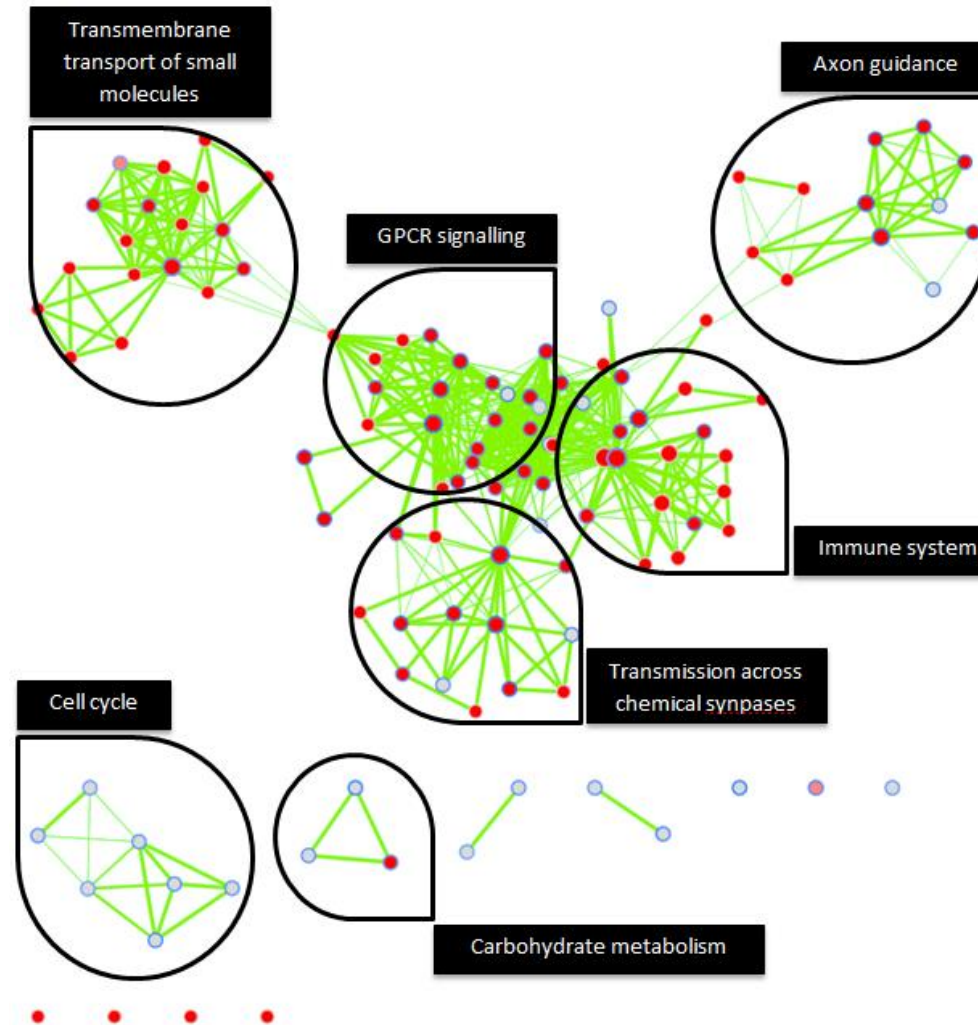 Transmembrane
transport of small
molecules
Axon guidance
GPCR signalling
Immune system
Transmission across
chemical synpases
Cell cycle
Carbohydrate metabolism